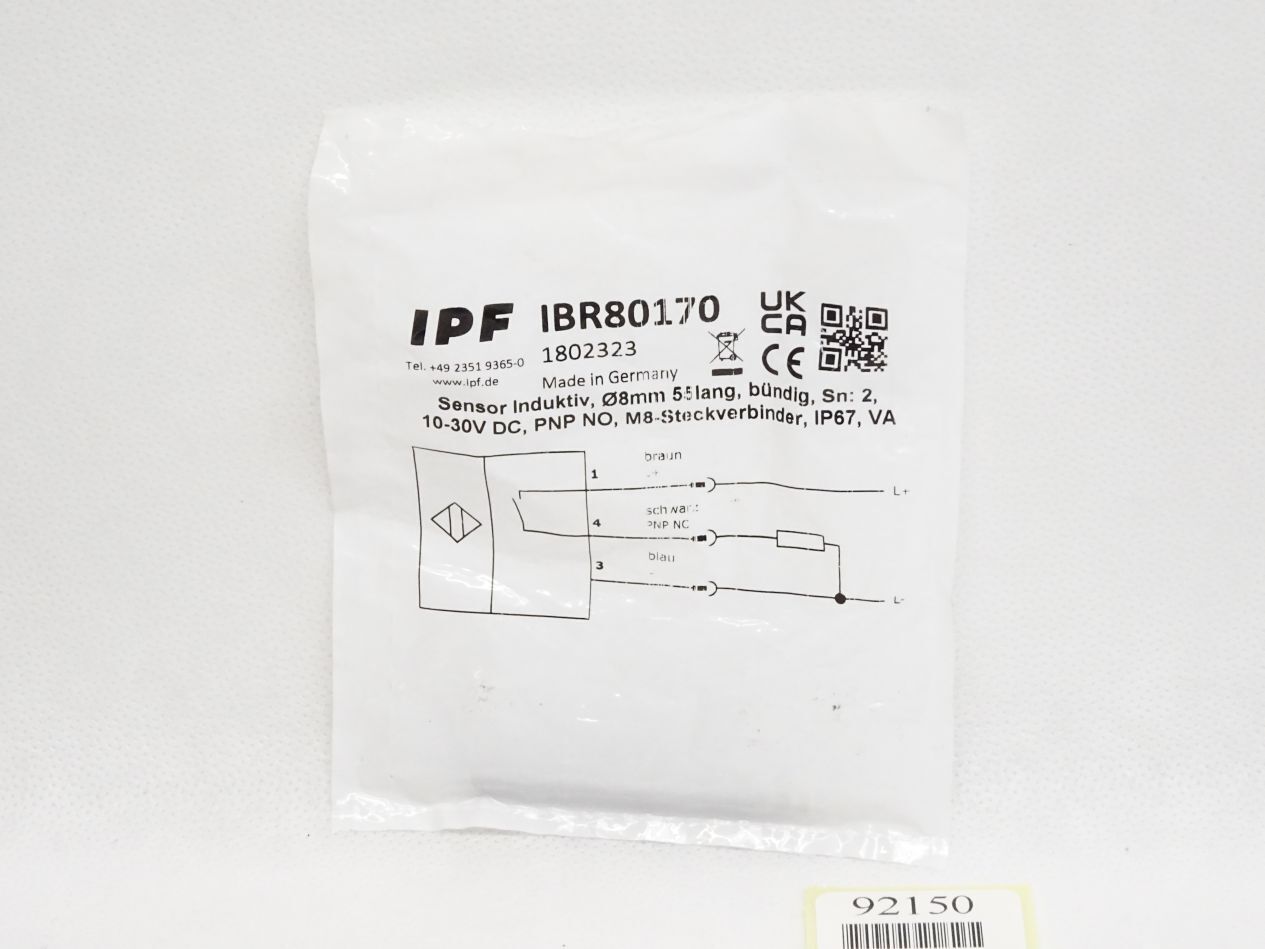 IPF IBR80170
UK
CA
1802323
Tel. +49 2351 9365-0
www.ipf.de
Made in Germany
CE
Sensor Induktiv, Ø8mm 55lang, bündig, Sn: 2,
10-30V DC, PNP NO, M8-Steckverbinder, IP67, VA
braun
1
L+
schwarz
PNP NO
4
blau
3
L-
92150